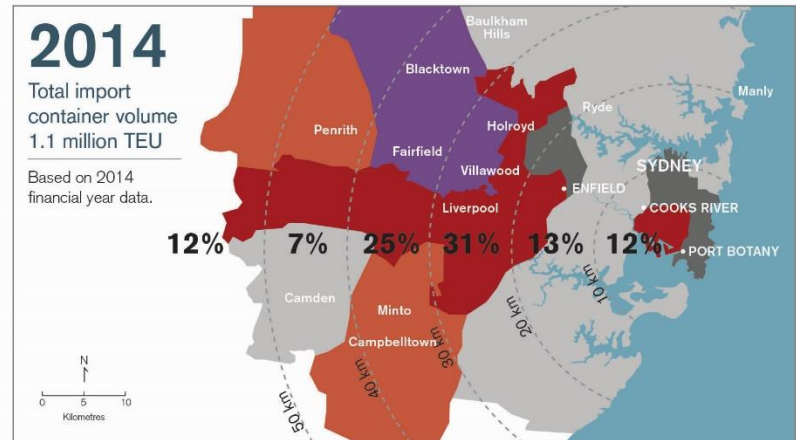 2014
Total import
container volume
1.1 million TEU
Based on 2014
financial year data.
Baulkham
Hills
Blacktown
Manly
Ryde
Penrith
Holroyd
Fairfield
Villawood
SYDNEY
ENFIELD
Liverpool
COOKS RIVER
12%
7%
25%
31%
13%
12%
PORT BOTANY
Camden
Minto
Campbelltown
10 km
20 km
30 km
40 km
50 km
N
0 5 10
Kilometres